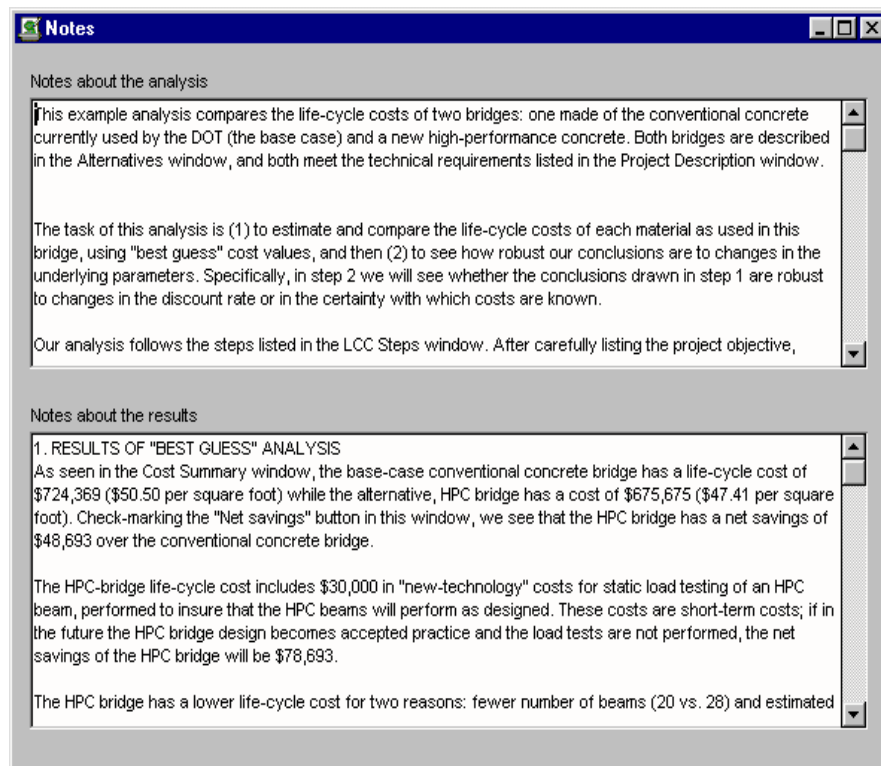 Notes
Notes about the analysis
This example analysis compares the life-cycle costs of two bridges: one made of the conventional concrete
currently used by the DOT (the base case) and a new high-performance concrete. Both bridges are described
in the Alternatives window, and both meet the technical requirements listed in the Project Description window.
The task of this analysis is (1) to estimate and compare the life-cycle costs of each material as used in this
bridge, using "best guess" cost values, and then (2) to see how robust our conclusions are to changes in the
underlying parameters. Specifically, in step 2 we will see whether the conclusions drawn in step 1 are robust
to changes in the discount rate or in the certainty with which costs are known.
Our analysis follows the steps listed in the LCC Steps window. After carefully listing the project objective,
Notes about the results
1. RESULTS OF "BEST GUESS" ANALYSIS
As seen in the Cost Summary window, the base-case conventional concrete bridge has a life-cycle cost of
$724,369 ($50.50 per square foot) while the alternative, HPC bridge has a cost of $675,675 ($47.41 per square
foot). Check-marking the "Net savings" button in this window, we see that the HPC bridge has a net savings of
$48,693 over the conventional concrete bridge.
The HPC-bridge life-cycle cost includes $30,000 in "new-technology" costs for static load testing of an HPC
beam, performed to insure that the HPC beams will perform as designed. These costs are short-term costs; if in
the future the HPC bridge design becomes accepted practice and the load tests are not performed, the net
savings of the HPC bridge will be $78,693.
The HPC bridge has a lower life-cycle cost for two reasons: fewer number of beams (20 vs. 28) and estimated